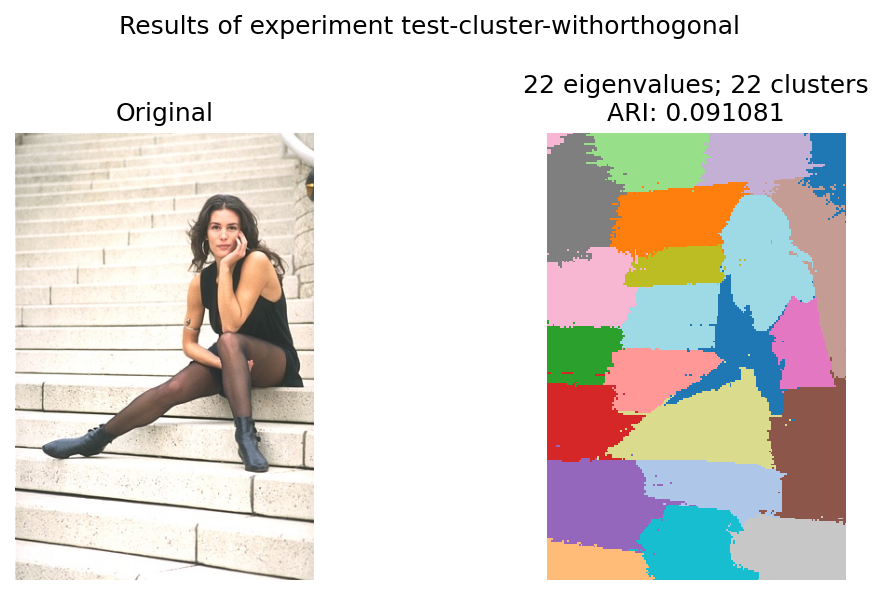 Results of experiment test-cluster-withorthogonal
Original
22 eigenvalues; 22 clusters
ARI: 0.091081